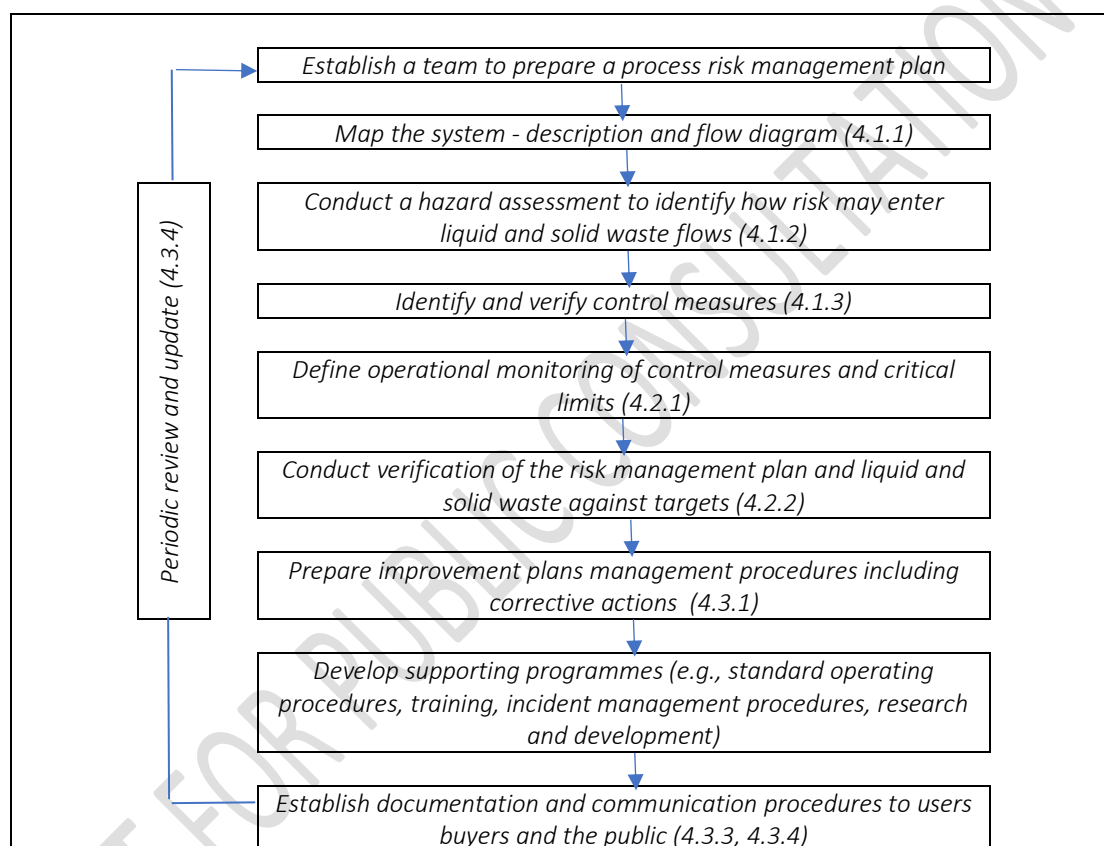 Establish a team to prepare a process risk management plan
Map the system - description and flow diagram (4.1.1)
Conduct a hazard assessment to identify how risk may enter
liquid and solid waste flows (4.1.2)
Identify and verify control measures (4.1.3)
Define operational monitoring of control measures and critical
limits (4.2.1)
Conduct verification of the risk management plan and liquid and
solid waste against targets (4.2.2)
Prepare improvement plans management procedures including
corrective actions (4.3.1)
Develop supporting programmes (e.g., standard operating
procedures, training, incident management procedures, research
and development)
Establish documentation and communication procedures to users
buyers and the public (4.3.3, 4.3.4)
Periodic review and update (4.3.4)
FOR PUBLIC CONSULTATION